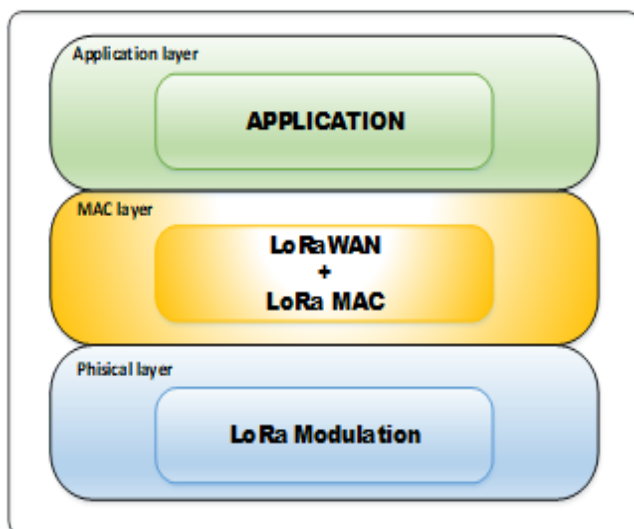 Application layer
APPLICATION
MAC layer
LoRaWAN
+
LoRa MAC
Phisical layer
LoRa Modulation